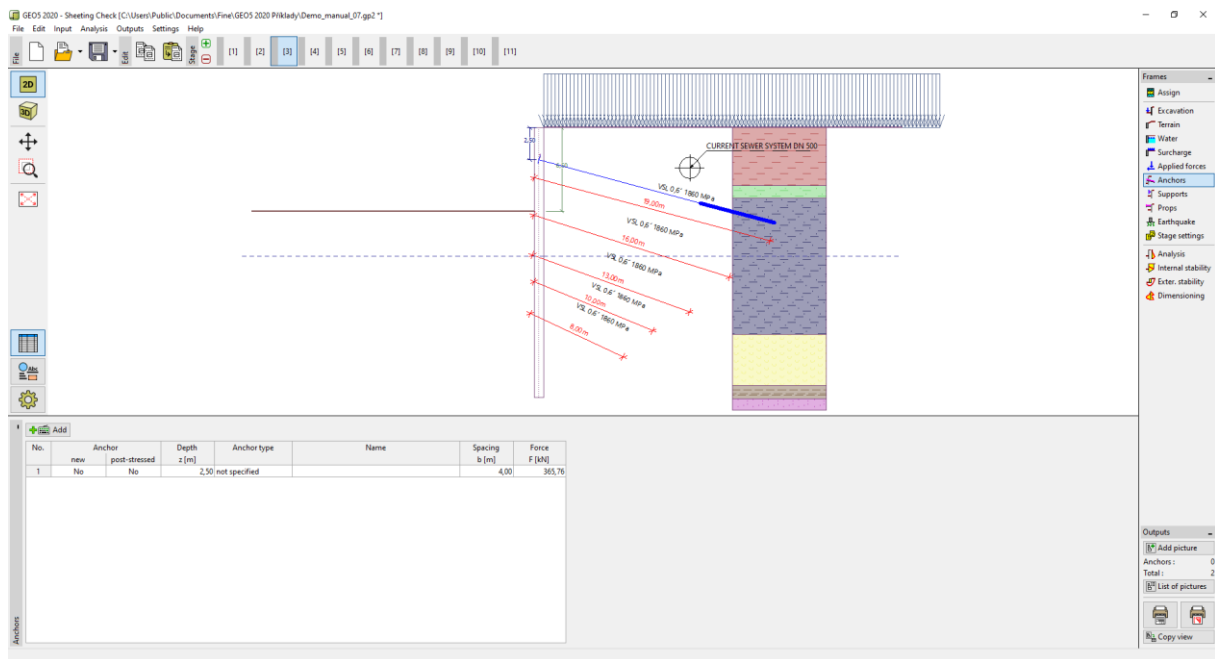 GEO5 2020 - Sheeting Check [C:\Users\Public\Documents\Fine\GEO5 2020 Příklady\Demo_manual_07.gp2 *]
File Edit Input Analysis Outputs Settings Help
File
Edit
Stage
[1] [2] [3] [4] [5] [6] [7] [8] [9] [10] [11]
2D
3D
2,50
6,50
CURRENT SEWER SYSTEM DN 500
VSL 0,6´´ 1860 MPa
19,00m
VSL 0,6´´ 1860 MPa
16,00m
VSL 0,6´´ 1860 MPa
13,00m
VSL 0,6´´ 1860 MPa
10,00m
VSL 0,6´´ 1860 MPa
8,00m
Frames
Assign
Excavation
Terrain
Water
Surcharge
Applied forces
Anchors
Supports
Props
Earthquake
Stage settings
Analysis
Internal stability
Exter. stability
Dimensioning
Abc
Add
No. Anchor Depth Anchor type Name Spacing Force
new post-stressed z [m] b [m] F [kN]
1 No No 2,50 not specified 4,00 365,76
Anchors
Outputs
Add picture
Anchors : 0
Total : 2
List of pictures
Copy view